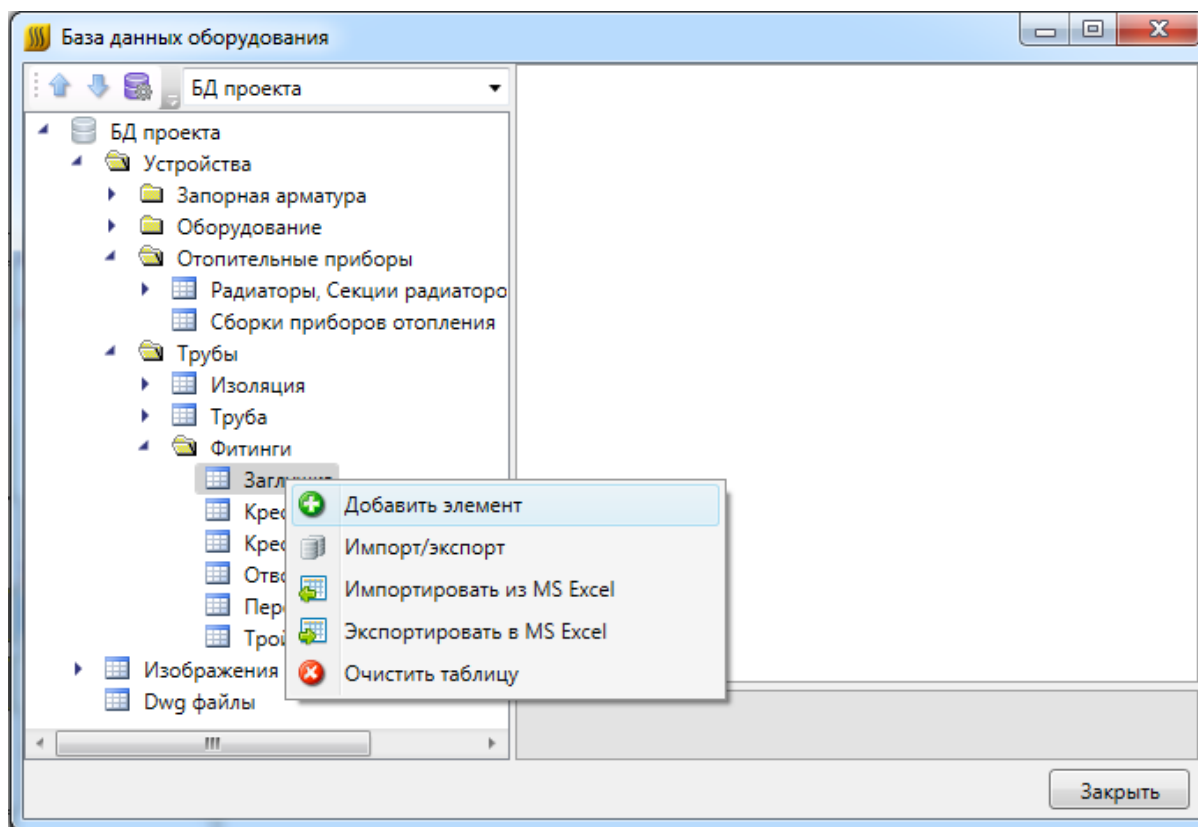 База данных оборудования
БД проекта
БД проекта
Устройства
Запорная арматура
Оборудование
Отопительные приборы
Радиаторы, Секции радиаторо
Сборки приборов отопления
Трубы
Изоляция
Труба
Фитинги
Добавить элемент
Импорт/экспорт
Импортировать из MS Excel
Экспортировать в MS Excel
Очистить таблицу
Изображения
Dwg файлы
Закрыть